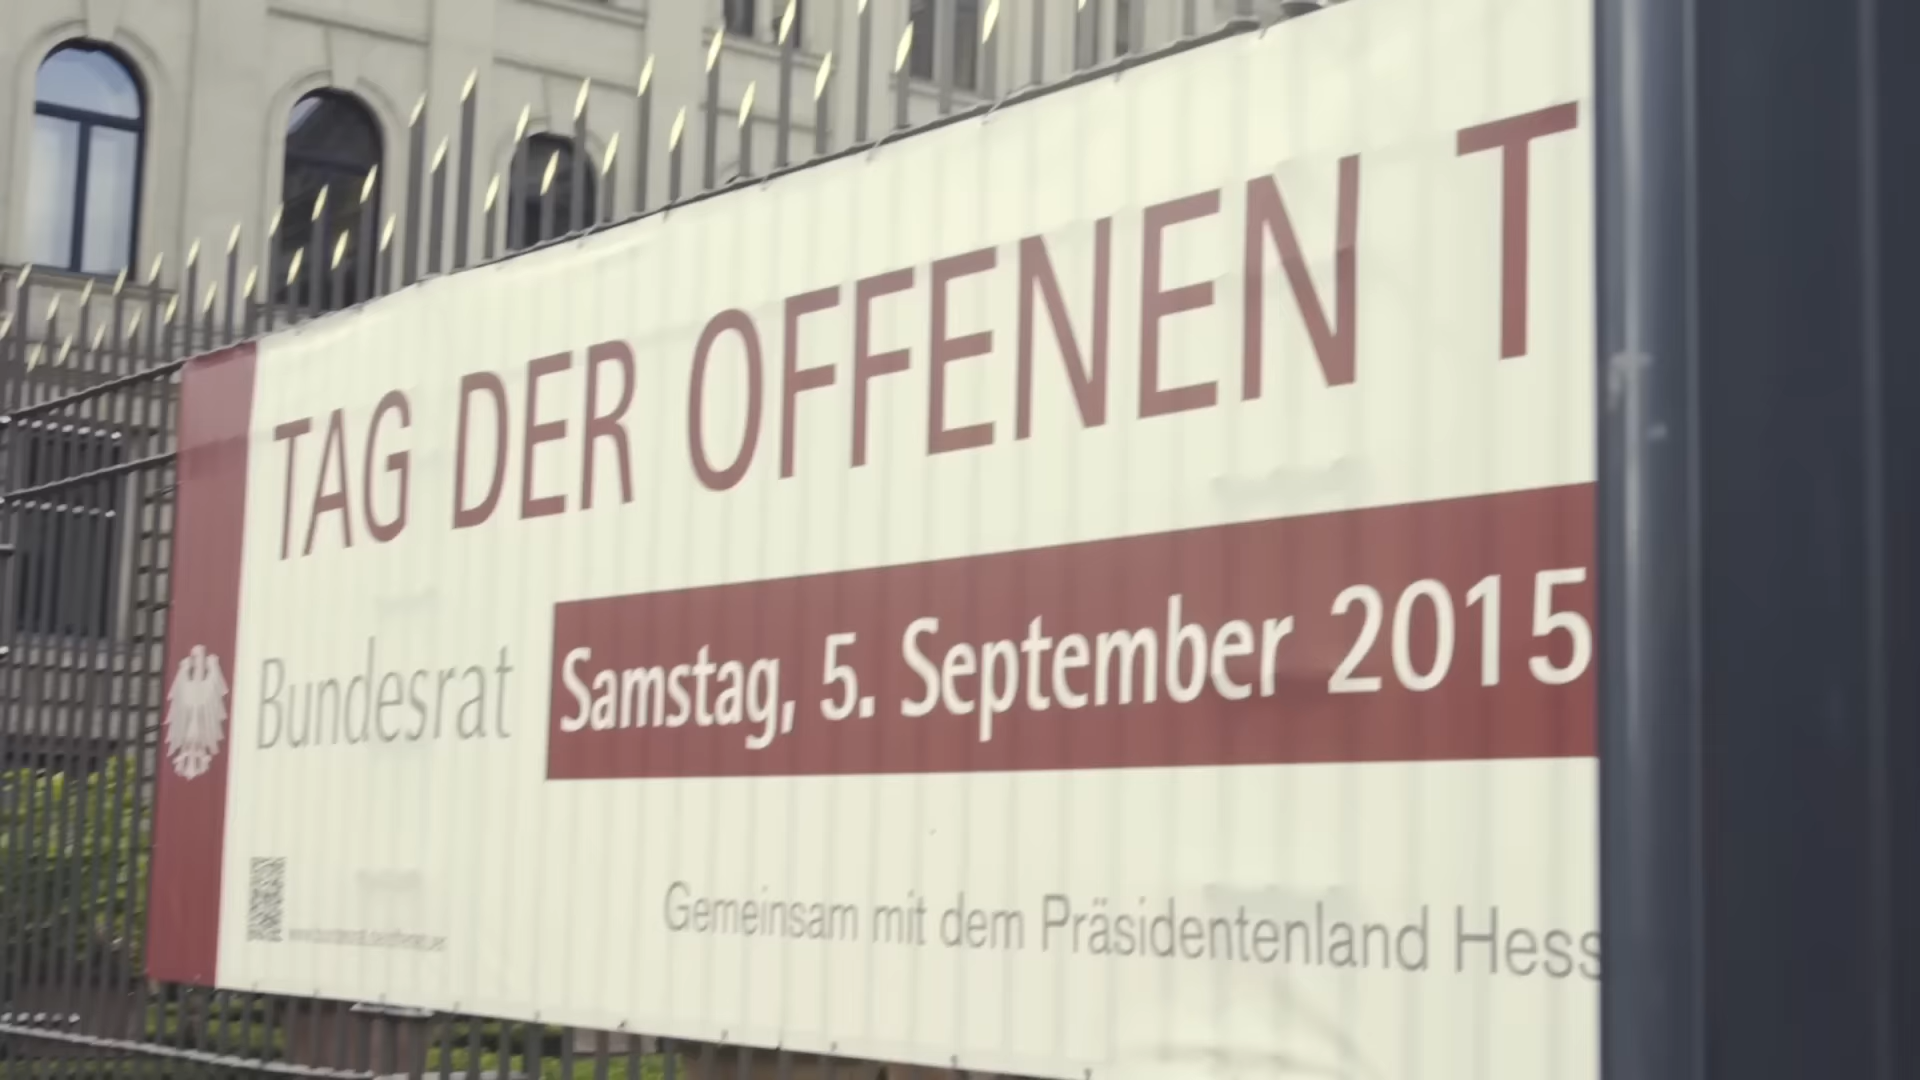 TAG DER OFFENEN T
Bundesrat
Samstag, 5. September 2015
Gemeinsam mit dem Präsidentenland Hess